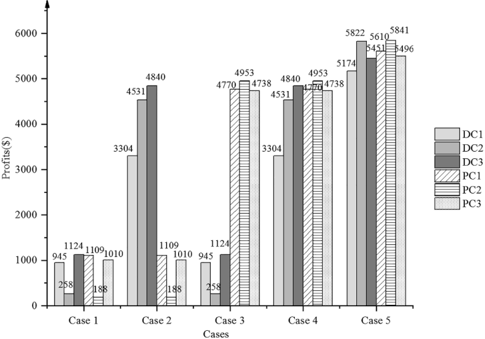 5822
5841
5610
5174
5451
5496
4953
4953
4840
4840
4770
4738
4770
4738
4531
4531
3304
3304
1124
1109
1109
1124
945
1010
1010
945
258
188
188
258
6000
5000
4000
3000
2000
1000
0
Profits($)
Case 1
Case 2
Case 3
Case 4
Case 5
Cases
DC1
DC2
DC3
PC1
PC2
PC3